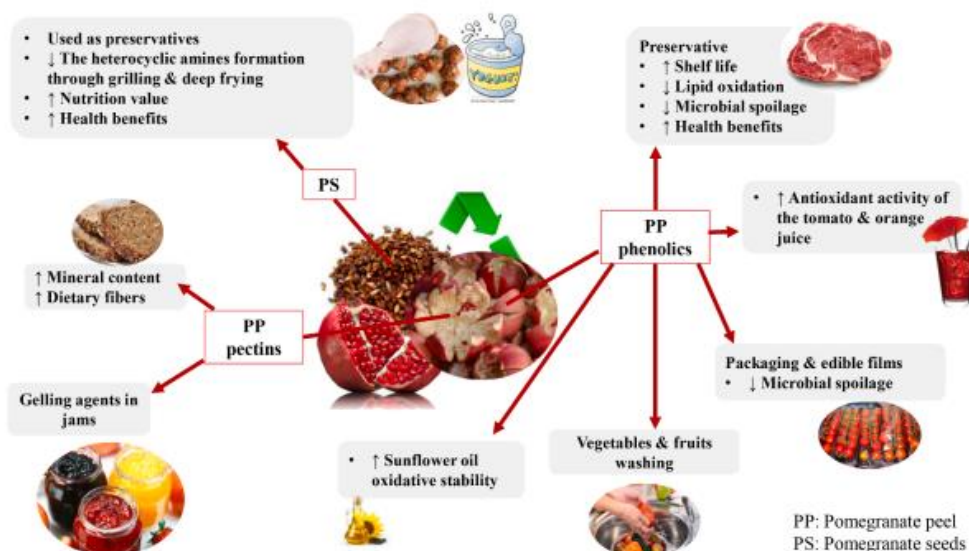 • Used as preservatives
• ↓ The heterocyclic amines formation
through grilling & deep frying
• ↑ Nutrition value
• ↑ Health benefits
YOGURT
Preservative
• ↑ Shelf life
• ↓ Lipid oxidation
• ↓ Microbial spoilage
• ↑ Health benefits
PS
• ↑ Antioxidant activity of
the tomato & orange
juice
PP
phenolics
↑ Mineral content
↑ Dietary fibers
PP
pectins
Packaging & edible films
• ↓ Microbial spoilage
Gelling agents in
jams
• ↑ Sunflower oil
oxidative stability
Vegetables & fruits
washing
PP: Pomegranate peel
PS: Pomegranate seeds